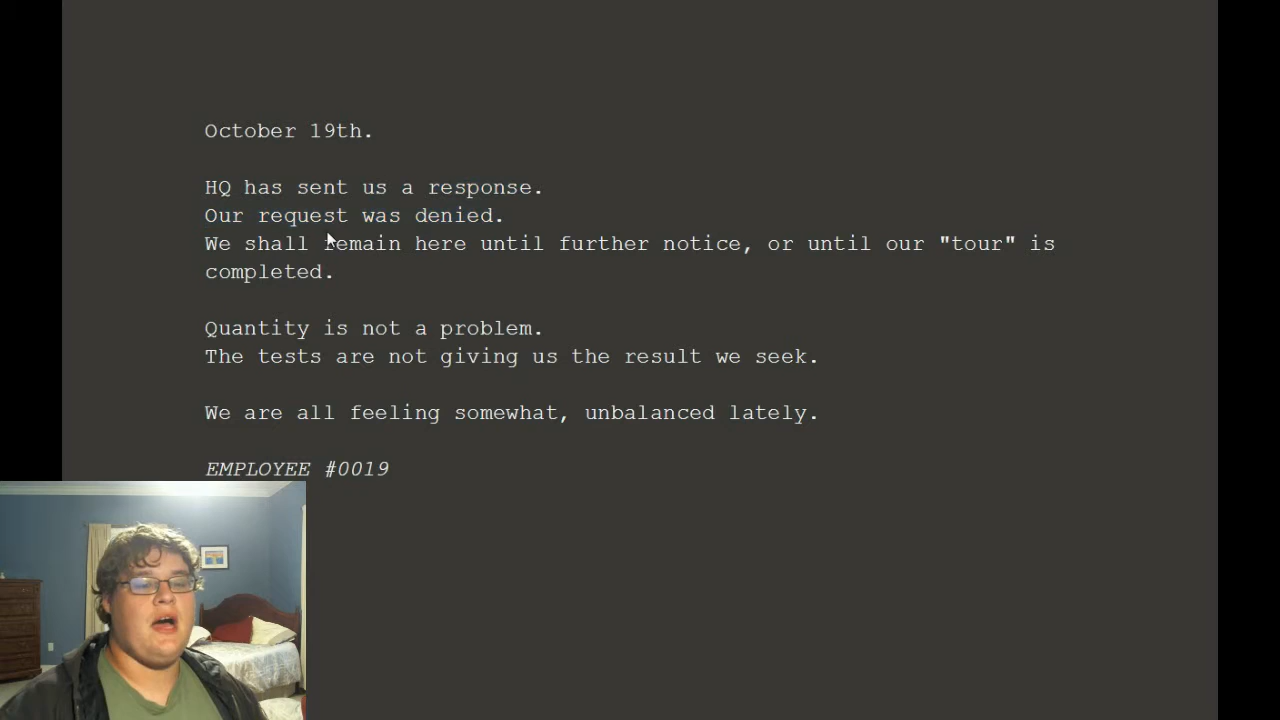 October 19th.
HQ has sent us a response.
Our request was denied.
We shall remain here until further notice, or until our "tour" is
completed.
Quantity is not a problem.
The tests are not giving us the result we seek.
We are all feeling somewhat, unbalanced lately.
EMPLOYEE #0019